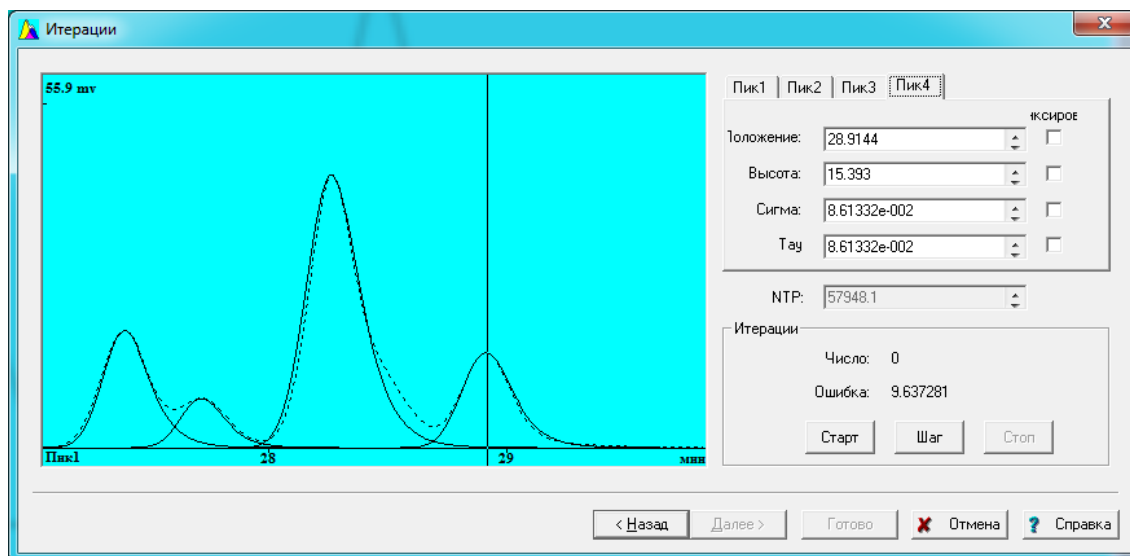 Итерации
55.9 mv
Пик1
28
29
мин
Пик1 Пик2 Пик3 Пик4
иксиров
Положение: 28.9144
Высота: 15.393
Сигма: 8.61332e-002
Тау 8.61332e-002
NTP: 57948.1
Итерации
Число: 0
Ошибка: 9.637281
Старт Шаг Стоп
< Назад Далее > Готово Отмена Справка